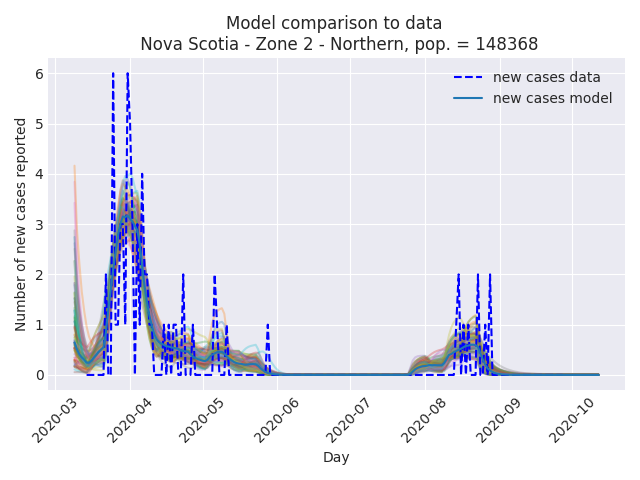 Model comparison to data
Nova Scotia - Zone 2 - Northern, pop. = 148368
new cases data
new cases model
Number of new cases reported
6
5
4
3
2
1
0
2020-03
2020-04
2020-05
2020-06
2020-07
2020-08
2020-09
2020-10
Day